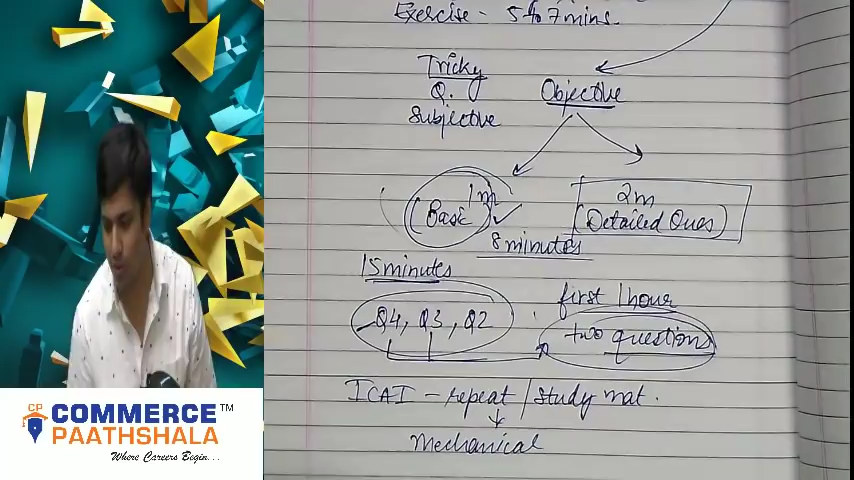 Exercise - 5 to 7 mins.
Tricky
Q.
Subjective
Objective
(Basic 1m)
2m
(Detailed Ques)
8 minutes
15 minutes
Q4, Q3, Q2
first 1 hour
two questions
ICAI - repeat / study mat.
Mechanical
CP
COMMERCE™
PAATHSHALA
Where Careers Begin...